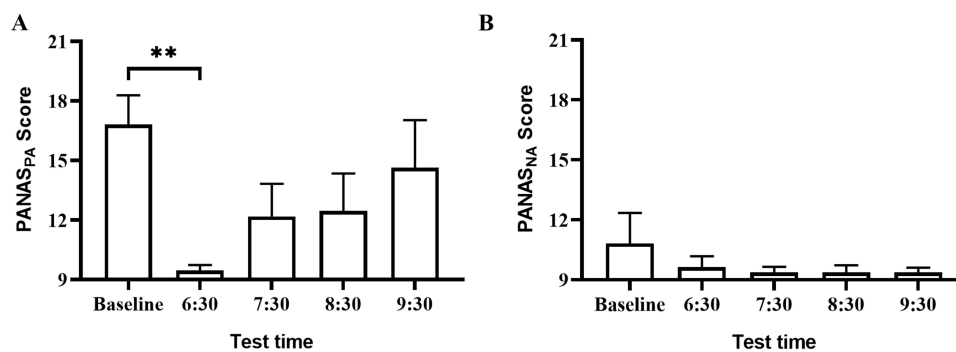 A
PANASPA Score
21
18
15
12
9
**
Baseline 6:30 7:30 8:30 9:30
Test time
B
PANASNA Score
21
18
15
12
9
Baseline 6:30 7:30 8:30 9:30
Test time